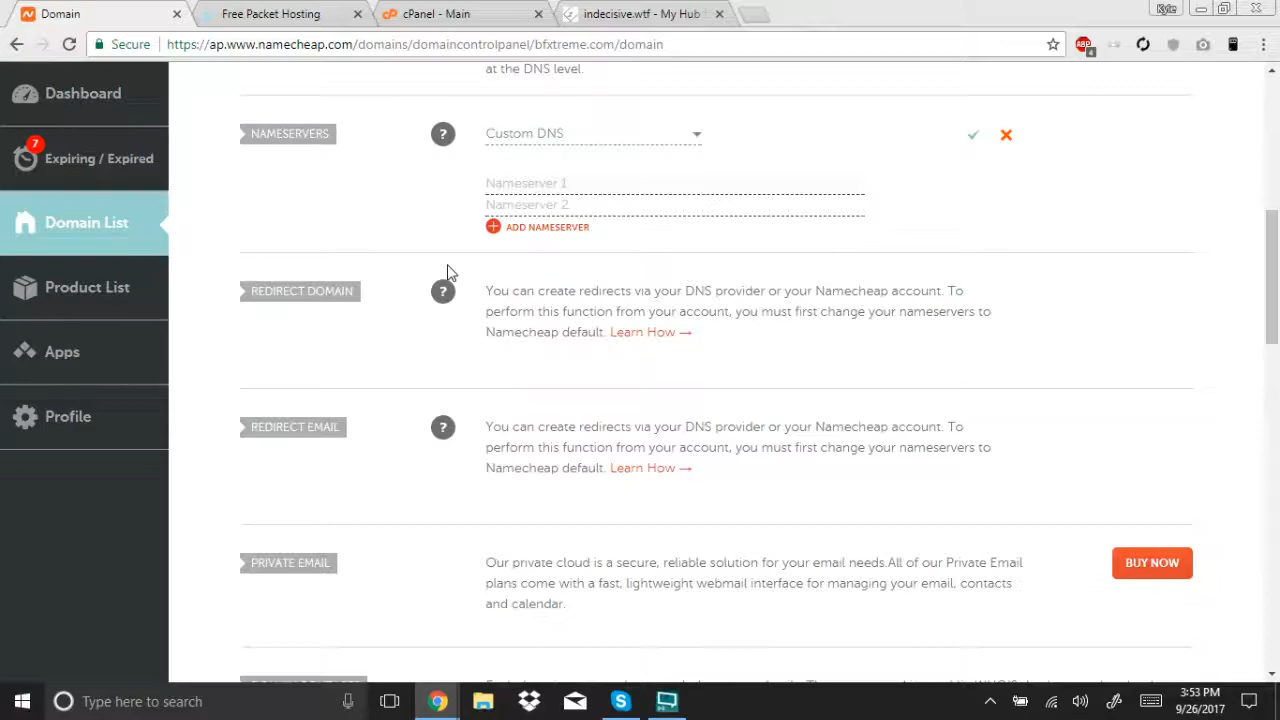 Domain
Free Packet Hosting
cPanel - Main
indecisive.wtf - My Hub
Kyle
Secure
https://ap.www.namecheap.com/domains/domaincontrolpanel/bfxtreme.com/domain
ABP
4
Dashboard
7
Expiring / Expired
Domain List
Product List
Apps
Profile
at the DNS level.
NAMESERVERS
?
Custom DNS
Nameserver 1
Nameserver 2
ADD NAMESERVER
REDIRECT DOMAIN
?
You can create redirects via your DNS provider or your Namecheap account. To
perform this function from your account, you must first change your nameservers to
Namecheap default. Learn How →
REDIRECT EMAIL
?
You can create redirects via your DNS provider or your Namecheap account. To
perform this function from your account, you must first change your nameservers to
Namecheap default. Learn How →
PRIVATE EMAIL
Our private cloud is a secure, reliable solution for your email needs.All of our Private Email
plans come with a fast, lightweight webmail interface for managing your email, contacts
and calendar.
BUY NOW
Type here to search
3:53 PM
9/26/2017